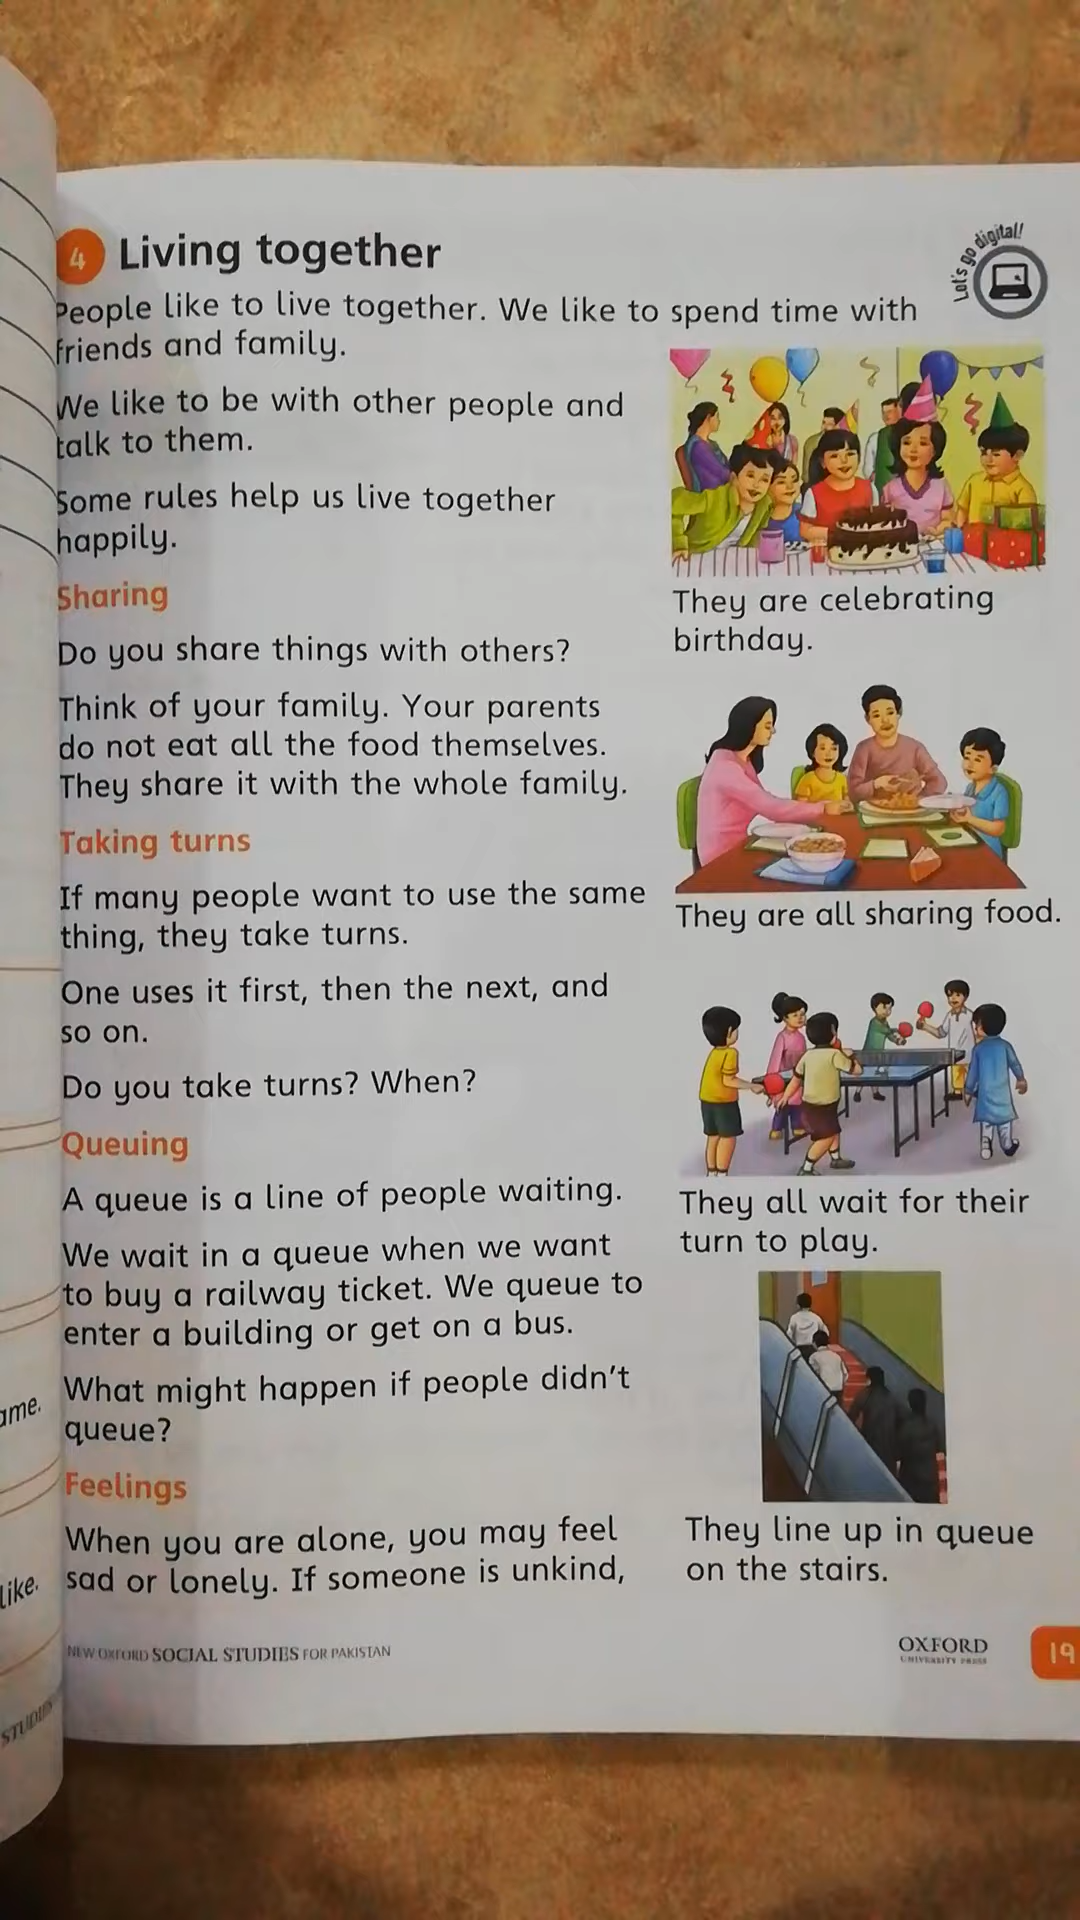 4 Living together
Let's go digital!
People like to live together. We like to spend time with
friends and family.
We like to be with other people and
talk to them.
Some rules help us live together
happily.
They are celebrating
birthday.
Sharing
Do you share things with others?
Think of your family. Your parents
do not eat all the food themselves.
They share it with the whole family.
They are all sharing food.
Taking turns
If many people want to use the same
thing, they take turns.
One uses it first, then the next, and
so on.
Do you take turns? When?
They all wait for their
turn to play.
Queuing
A queue is a line of people waiting.
We wait in a queue when we want
to buy a railway ticket. We queue to
enter a building or get on a bus.
What might happen if people didn't
queue?
They line up in queue
on the stairs.
Feelings
When you are alone, you may feel
sad or lonely. If someone is unkind,
NEW OXFORD SOCIAL STUDIES FOR PAKISTAN
OXFORD
UNIVERSITY PRESS
19
like.